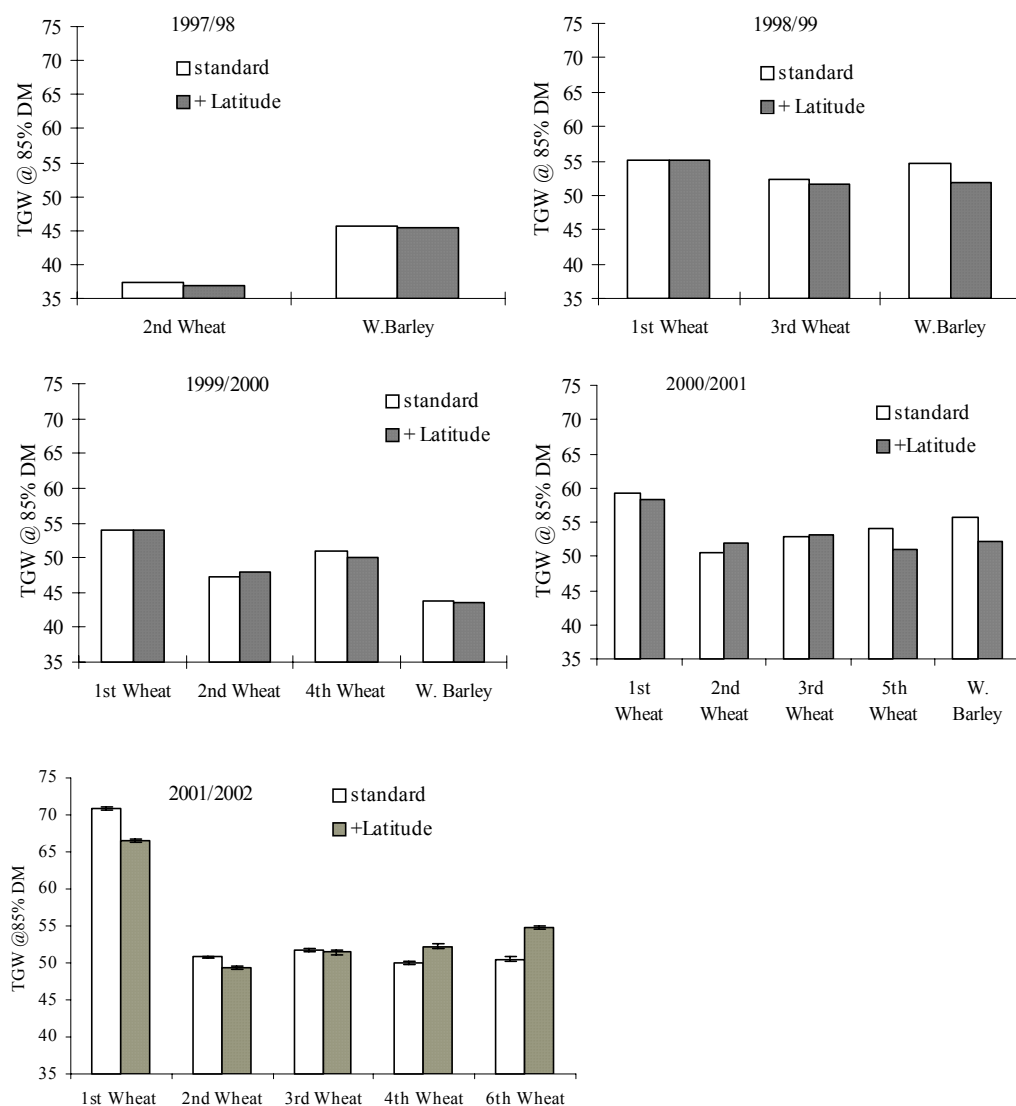 1997/98
standard
+ Latitude
TGW @ 85% DM
75
70
65
60
55
50
45
40
35
2nd Wheat W.Barley
1998/99
standard
+ Latitude
TGW @ 85% DM
75
70
65
60
55
50
45
40
35
1st Wheat 3rd Wheat W.Barley
1999/2000
standard
+ Latitude
TGW @ 85% DM
75
70
65
60
55
50
45
40
35
1st Wheat 2nd Wheat 4th Wheat W. Barley
2000/2001
standard
+Latitude
TGW @ 85% DM
75
70
65
60
55
50
45
40
35
1st 2nd 3rd 5th W.
Wheat Wheat Wheat Wheat Barley
2001/2002
standard
+Latitude
TGW @85% DM
75
70
65
60
55
50
45
40
35
1st Wheat 2nd Wheat 3rd Wheat 4th Wheat 6th Wheat